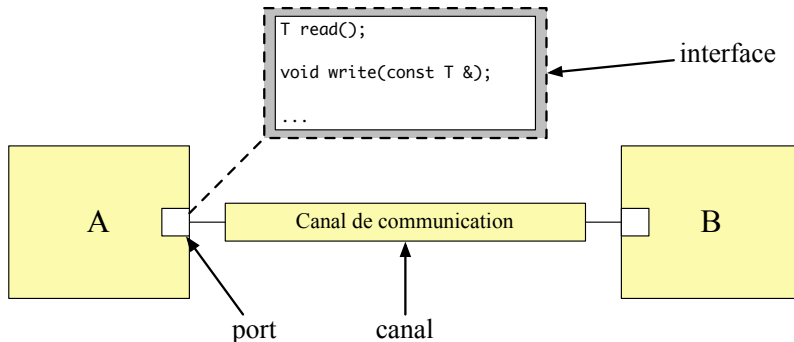 T read();
void write(const T &);
...
interface
A
Canal de communication
B
port
canal